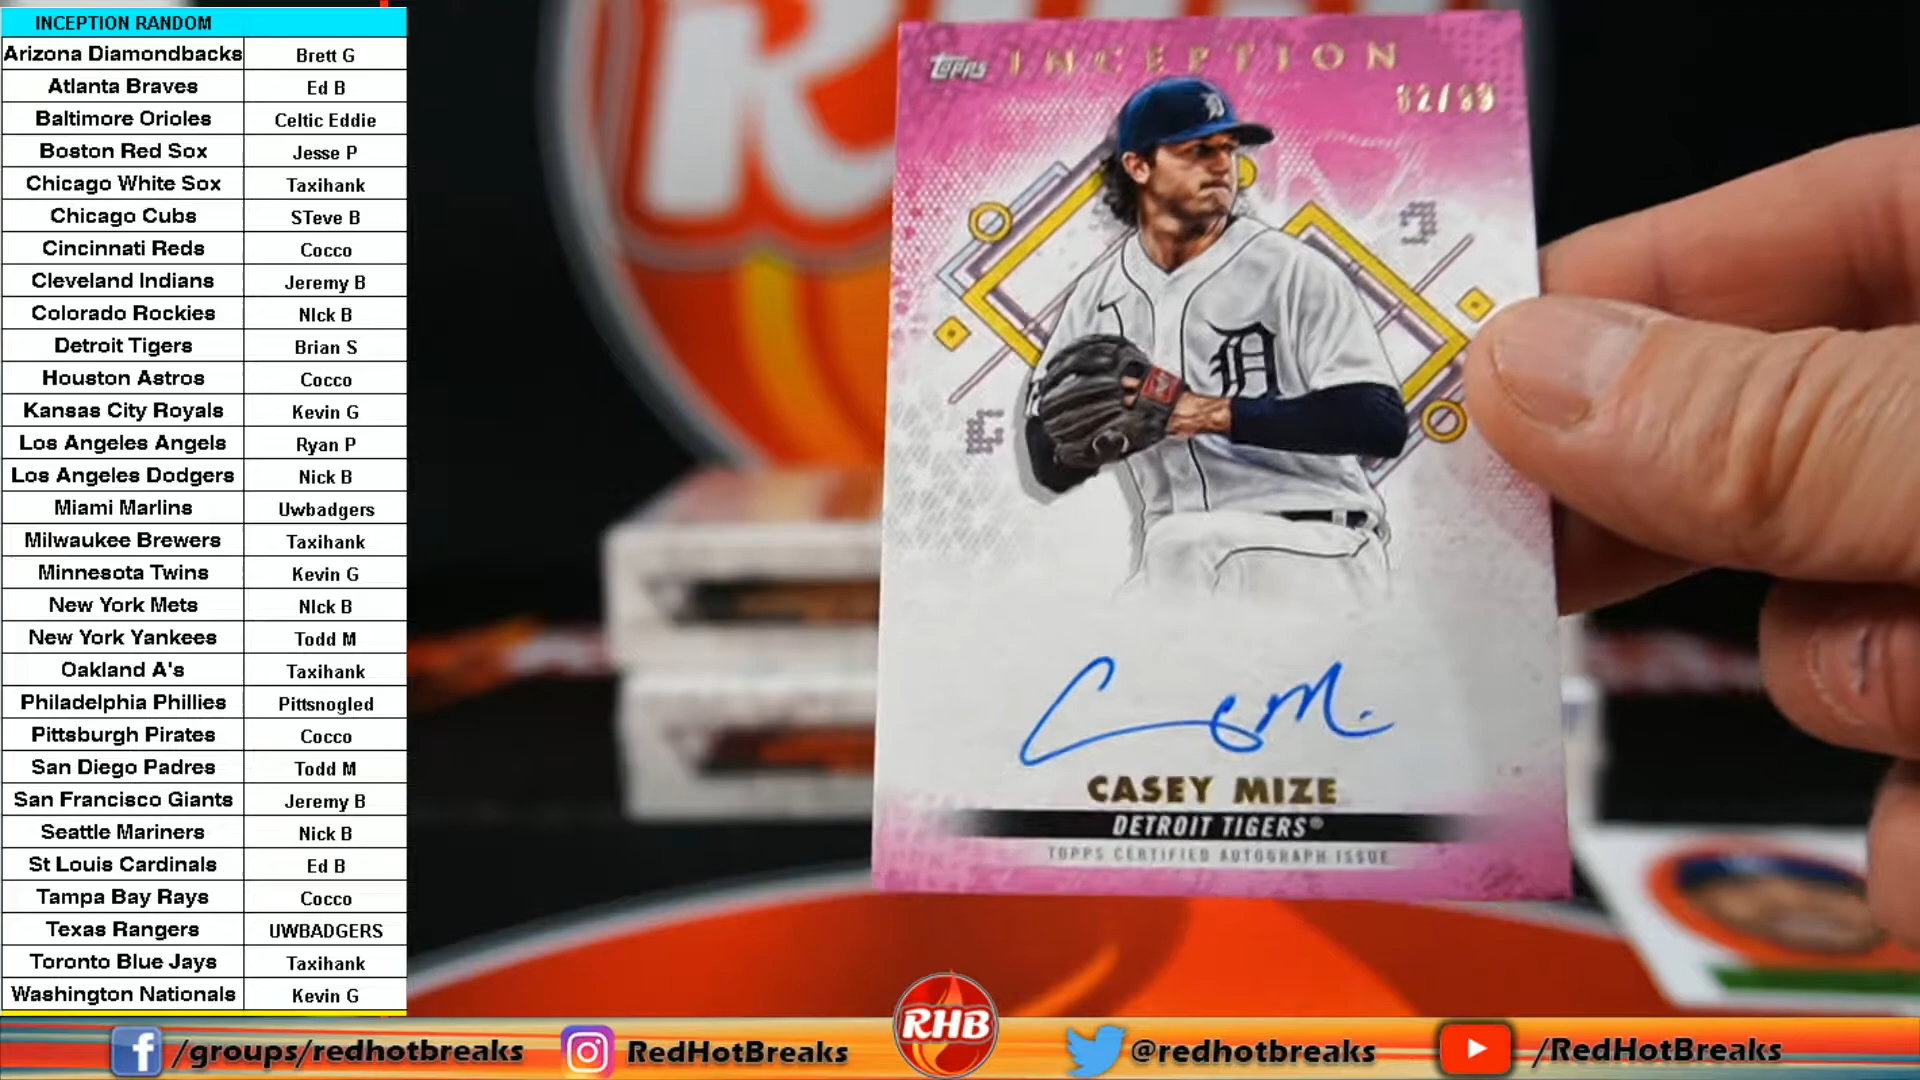 INCEPTION RANDOM
Arizona Diamondbacks Brett G
Atlanta Braves Ed B
Baltimore Orioles Celtic Eddie
Boston Red Sox Jesse P
Chicago White Sox Taxihank
Chicago Cubs STeve B
Cincinnati Reds Cocco
Cleveland Indians Jeremy B
Colorado Rockies NIck B
Detroit Tigers Brian S
Houston Astros Cocco
Kansas City Royals Kevin G
Los Angeles Angels Ryan P
Los Angeles Dodgers Nick B
Miami Marlins Uwbadgers
Milwaukee Brewers Taxihank
Minnesota Twins Kevin G
New York Mets NIck B
New York Yankees Todd M
Oakland A's Taxihank
Philadelphia Phillies Pittsnogled
Pittsburgh Pirates Cocco
San Diego Padres Todd M
San Francisco Giants Jeremy B
Seattle Mariners Nick B
St Louis Cardinals Ed B
Tampa Bay Rays Cocco
Texas Rangers UWBADGERS
Toronto Blue Jays Taxihank
Washington Nationals Kevin G
TOPPS INCEPTION
D
D
CASEY MIZE
DETROIT TIGERS®
TOPPS CERTIFIED AUTOGRAPH ISSUE
/groups/redhotbreaks
RedHotBreaks
RHB
@redhotbreaks
/RedHotBreaks